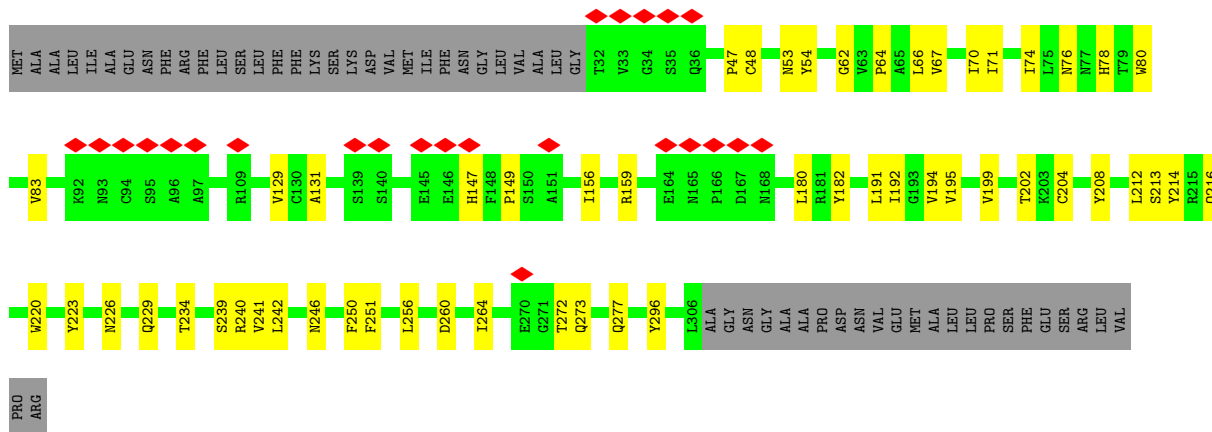 MET ALA ALA LEU ILE ALA GLU ASN PHE ARG PHE LEU SER LEU PHE PHE LYS SER LYS ASP VAL MET ILE PHE ASN GLY LEU VAL ALA LEU GLY T32 V33 G34 S35 Q36 P47 C48 N53 Y54 G62 V63 P64 A65 L66 V67 I70 I71 I74 L75 N76 N77 H78 T79 W80
V83 K92 N93 C94 S95 A96 A97 R109 V129 C130 A131 S139 S140 E145 E146 H147 F148 P149 S150 A151 I156 R159 E164 N165 P166 D167 N168 L180 R181 Y182 L191 I192 G193 V194 V195 V199 T202 K203 C204 Y208 L212 S213 Y214 R215 Q216
W220 Y223 N226 Q229 T234 S239 R240 V241 L242 N246 F250 F251 L256 D260 I264 E270 G271 T272 Q273 Q277 Y296 L306 ALA GLY ASN GLY ALA ALA PRO ASP ASN VAL GLU MET ALA LEU LEU PRO SER PHE GLU SER ARG LEU VAL
PRO ARG